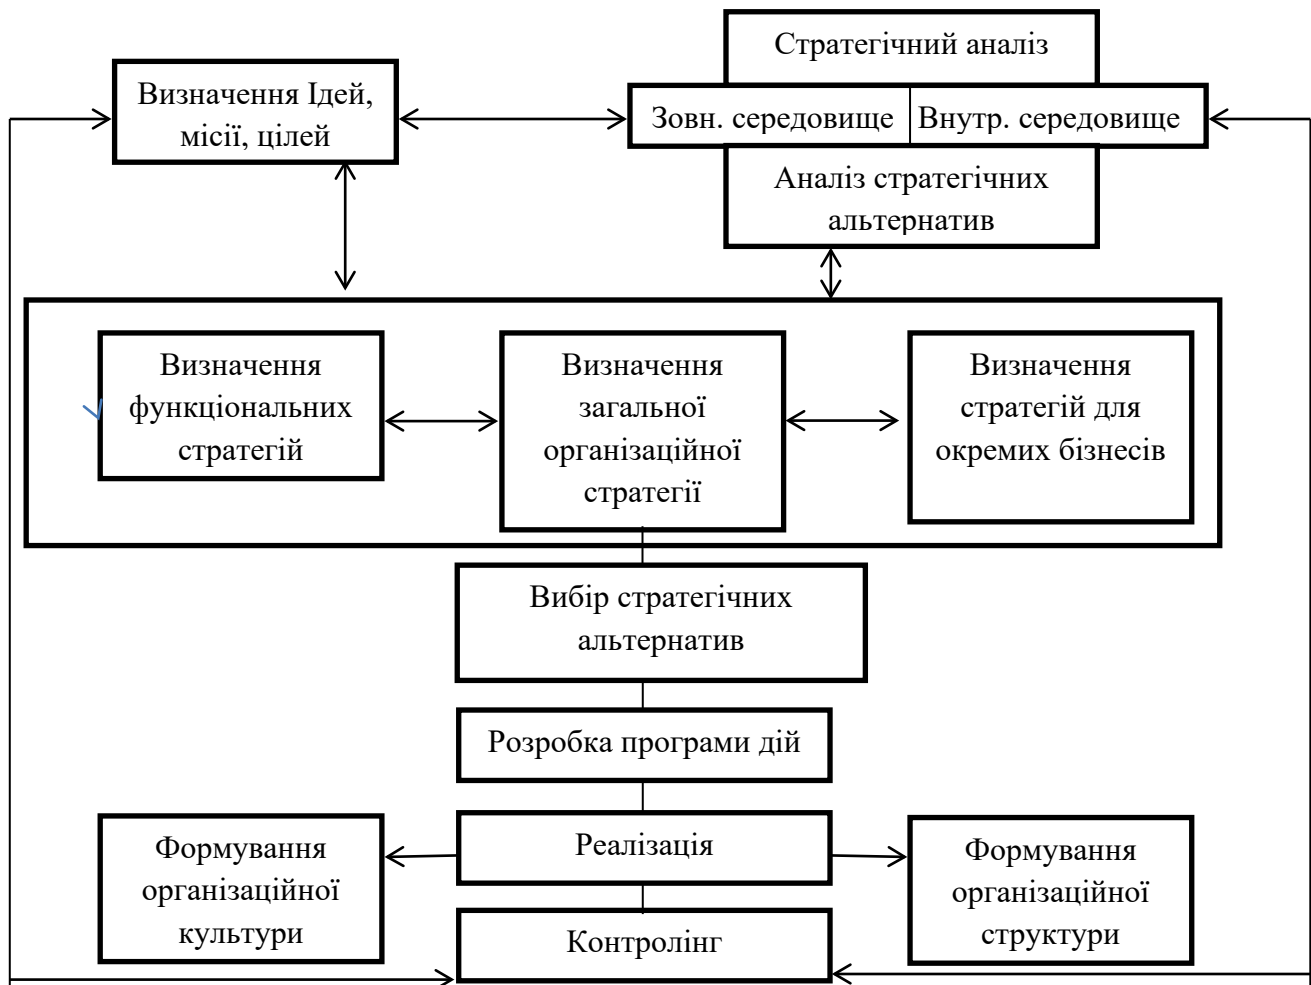 Стратегічний аналіз
Визначення Ідей,
місії, цілей
Зовн. середовище
Внутр. середовище
Аналіз стратегічних
альтернатив
Визначення
функціональних
стратегій
Визначення
загальної
організаційної
стратегії
Визначення
стратегій для
окремих бізнесів
Вибір стратегічних
альтернатив
Розробка програми дій
Формування
організаційної
культури
Реалізація
Формування
організаційної
структури
Контролінг